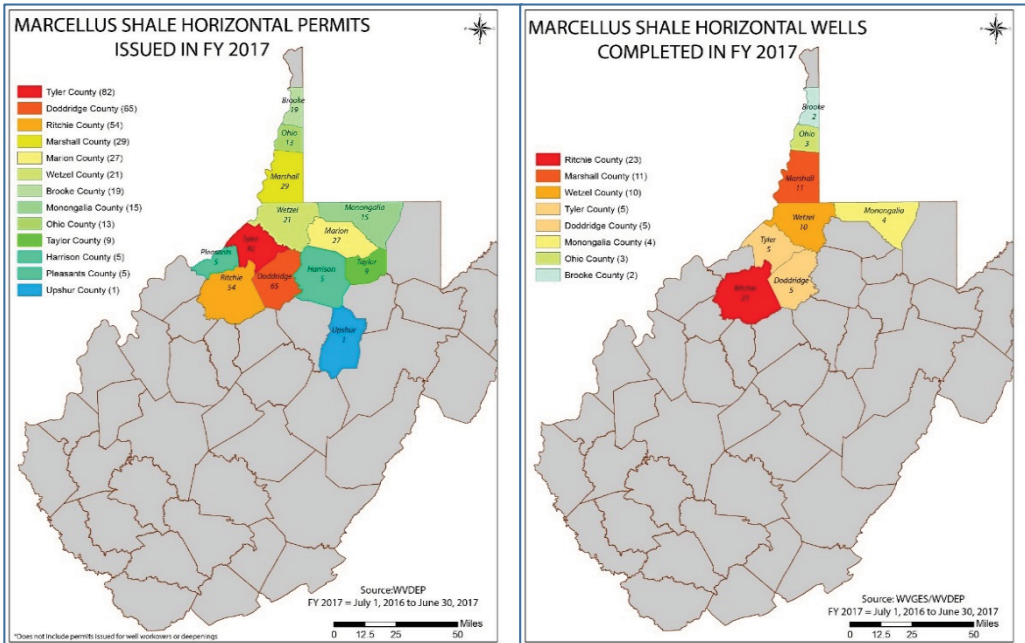 MARCELLUS SHALE HORIZONTAL PERMITS
ISSUED IN FY 2017
Tyler County (82)
Doddridge County (65)
Ritchie County (54)
Marshall County (29)
Marion County (27)
Wetzel County (21)
Brooke County (19)
Monongalia County (15)
Ohio County (13)
Taylor County (9)
Harrison County (5)
Pleasants County (5)
Upshur County (1)
Brooke
19
Ohio
13
Marshall
29
Wetzel
21
Monongalia
15
Marion
27
Tyler
82
Pleasants
5
Ritchie
54
Doddridge
65
Harrison
5
Taylor
9
Upshur
1
Source:WVDEP
FY 2017 = July 1, 2016 to June 30, 2017
*Does not include permits issued for well workovers or deepenings
Miles
0 12.5 25 50
MARCELLUS SHALE HORIZONTAL WELLS
COMPLETED IN FY 2017
Ritchie County (23)
Marshall County (11)
Wetzel County (10)
Tyler County (5)
Doddridge County (5)
Monongalia County (4)
Ohio County (3)
Brooke County (2)
Brooke
2
Ohio
3
Marshall
11
Wetzel
10
Monongalia
4
Tyler
5
Doddridge
5
Ritchie
Source: WVGES/WVDEP
FY 2017 = July 1, 2016 to June 30, 2017
Miles
0 12.5 25 50